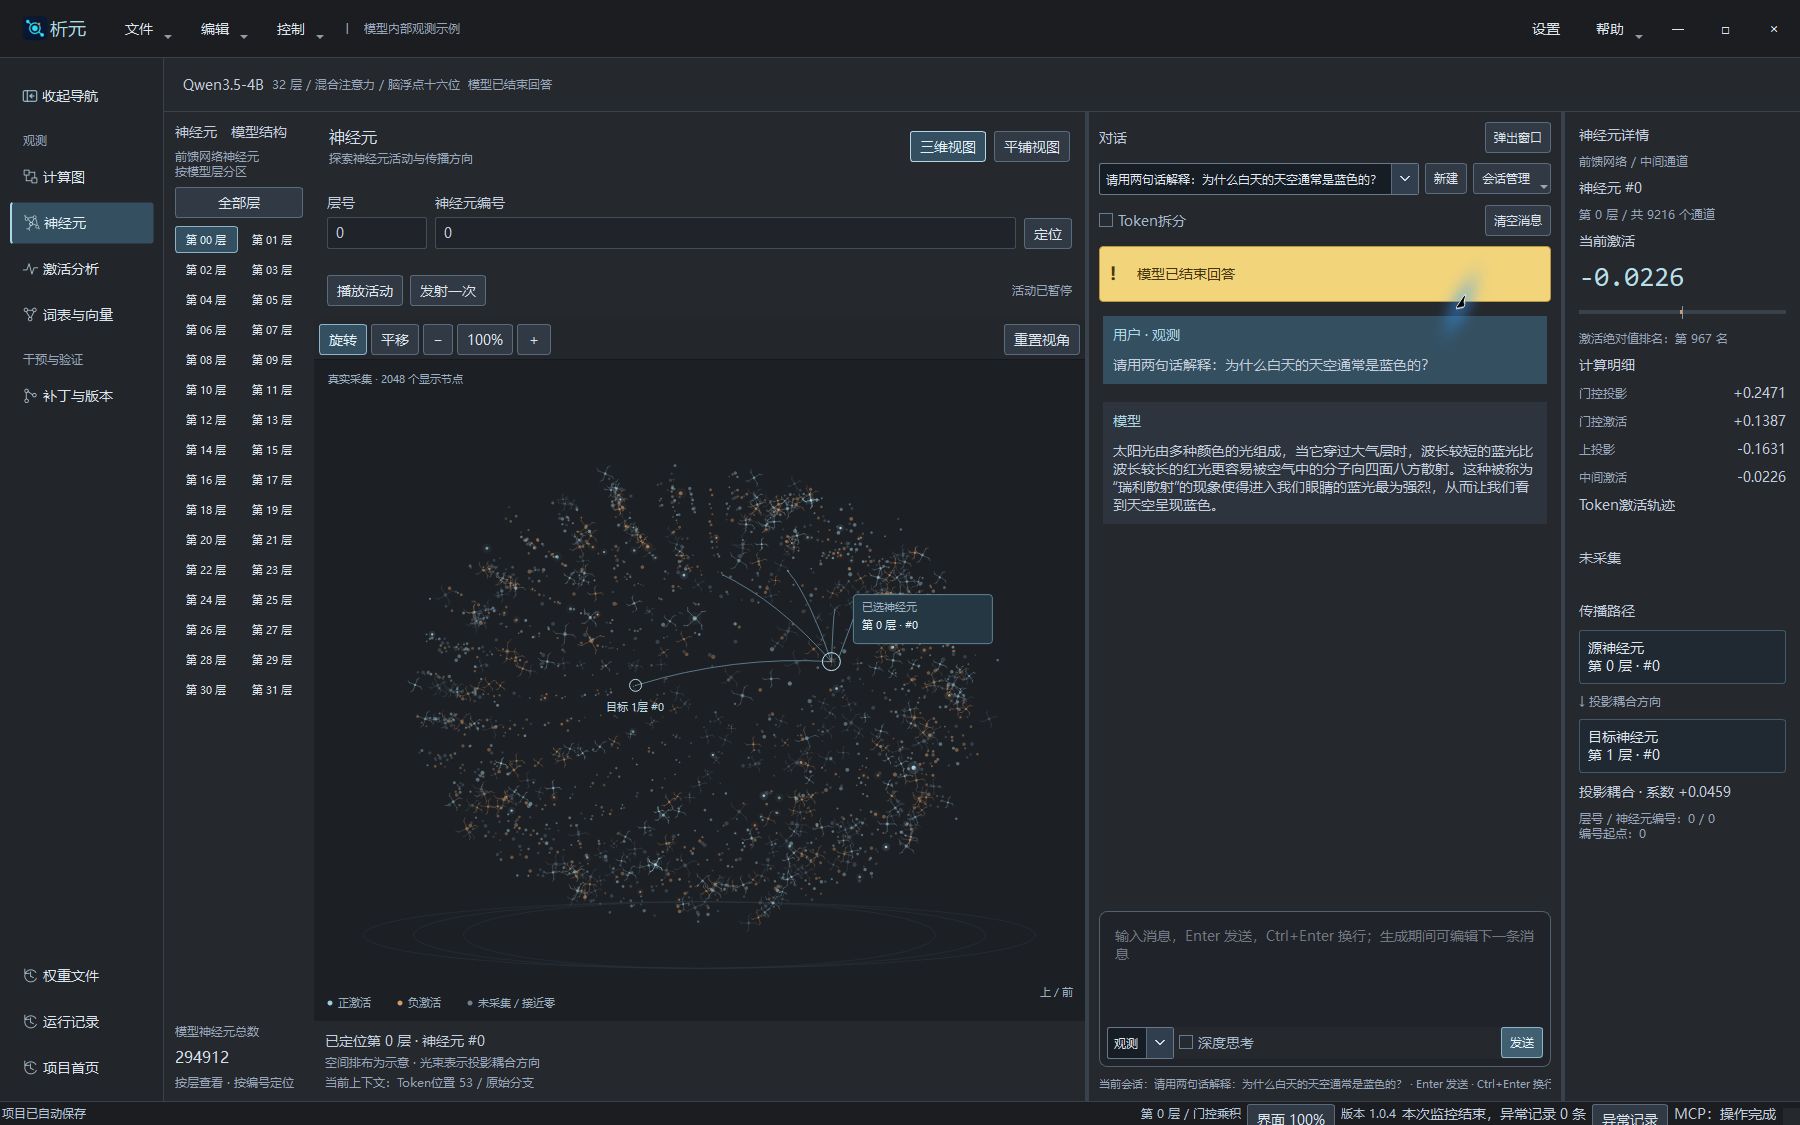 析元 文件 编辑 控制 | 模型内部观测示例 设置 帮助
Qwen3.5-4B 32 层 / 混合注意力 / 脑浮点十六位 模型已结束回答
收起导航
观测
计算图
神经元
激活分析
词表与向量
干预与验证
补丁与版本
权重文件
运行记录
项目首页
神经元 模型结构
前馈网络神经元
按模型层分区
全部层
第 00 层 第 01 层
第 02 层 第 03 层
第 04 层 第 05 层
第 06 层 第 07 层
第 08 层 第 09 层
第 10 层 第 11 层
第 12 层 第 13 层
第 14 层 第 15 层
第 16 层 第 17 层
第 18 层 第 19 层
第 20 层 第 21 层
第 22 层 第 23 层
第 24 层 第 25 层
第 26 层 第 27 层
第 28 层 第 29 层
第 30 层 第 31 层
模型神经元总数
294912
按层查看 · 按编号定位
神经元
探索神经元活动与传播方向
三维视图 平铺视图
层号 神经元编号
0 0 定位
播放活动 发射一次 活动已暂停
旋转 平移 − 100% + 重置视角
真实采集 · 2048 个显示节点
已选神经元
第 0 层 · #0
目标 1层 #0
上 / 前
正激活 负激活 未采集 / 接近零
已定位第 0 层 · 神经元 #0
空间排布为示意 · 光束表示投影耦合方向
当前上下文：Token位置 53 / 原始分支
对话 弹出窗口
请用两句话解释：为什么白天的天空通常是蓝色的？ 新建 会话管理
Token拆分 清空消息
! 模型已结束回答
用户 · 观测
请用两句话解释：为什么白天的天空通常是蓝色的？
模型
太阳光由多种颜色的光组成，当它穿过大气层时，波长较短的蓝光比
波长较长的红光更容易被空气中的分子向四面八方散射。这种被称为
“瑞利散射”的现象使得进入我们眼睛的蓝光最为强烈，从而让我们看
到天空呈现蓝色。
输入消息，Enter 发送，Ctrl+Enter 换行；生成期间可编辑下一条消
息
观测 深度思考 发送
当前会话：请用两句话解释：为什么白天的天空通常是蓝色的？ · Enter 发送 · Ctrl+Enter 换行
神经元详情
前馈网络 / 中间通道
神经元 #0
第 0 层 / 共 9216 个通道
当前激活
-0.0226
激活绝对值排名：第 967 名
计算明细
门控投影 +0.2471
门控激活 +0.1387
上投影 -0.1631
中间激活 -0.0226
Token激活轨迹
未采集
传播路径
源神经元
第 0 层 · #0
↓ 投影耦合方向
目标神经元
第 1 层 · #0
投影耦合 · 系数 +0.0459
层号 / 神经元编号：0 / 0
编号起点：0
项目已自动保存 第 0 层 / 门控乘积 界面 100% 版本 1.0.4 本次监控结束，异常记录 0 条 异常记录 MCP：操作完成